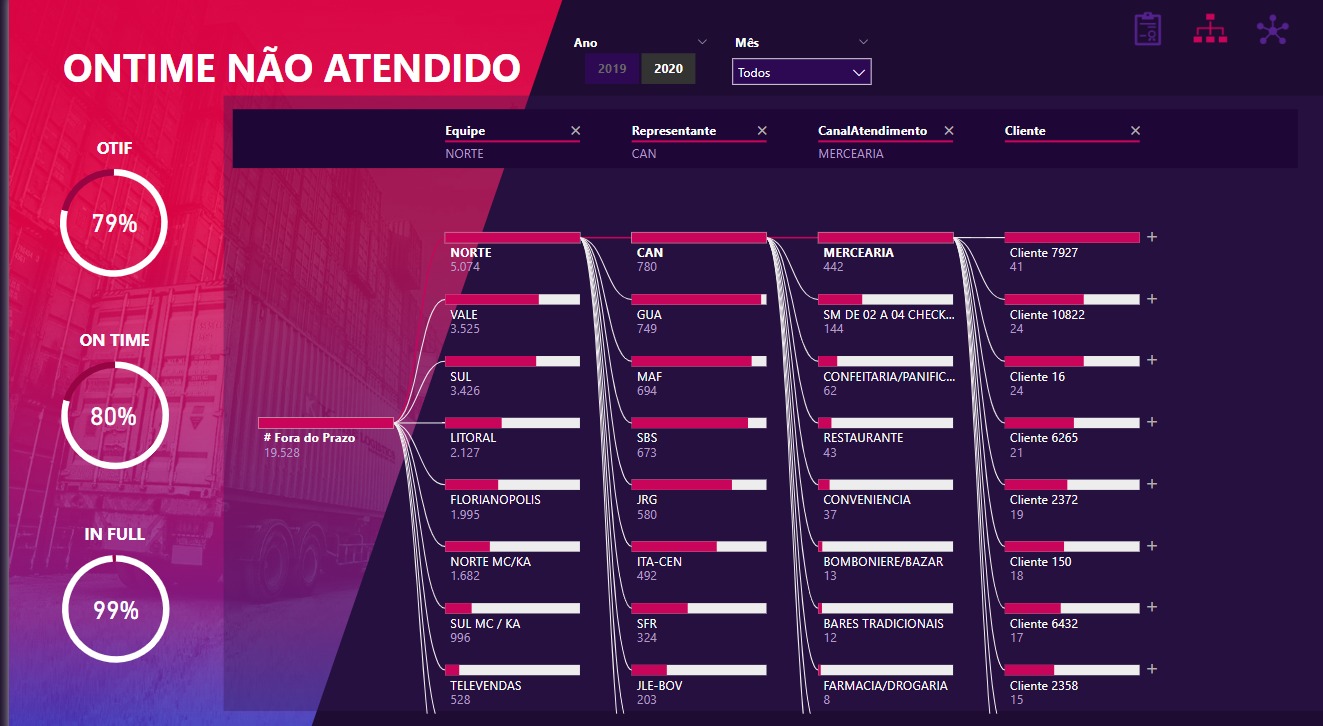 ONTIME NÃO ATENDIDO
Ano
2019
2020
Mês
Todos
OTIF
79%
ON TIME
80%
IN FULL
99%
Equipe
NORTE
Representante
CAN
CanalAtendimento
MERCEARIA
Cliente
# Fora do Prazo
19.528
NORTE
5.074
VALE
3.525
SUL
3.426
LITORAL
2.127
FLORIANOPOLIS
1.995
NORTE MC/KA
1.682
SUL MC / KA
996
TELEVENDAS
528
CAN
780
GUA
749
MAF
694
SBS
673
JRG
580
ITA-CEN
492
SFR
324
JLE-BOV
203
MERCEARIA
442
SM DE 02 A 04 CHECK...
144
CONFEITARIA/PANIFIC...
62
RESTAURANTE
43
CONVENIENCIA
37
BOMBONIERE/BAZAR
13
BARES TRADICIONAIS
12
FARMACIA/DROGARIA
8
Cliente 7927
41
Cliente 10822
24
Cliente 16
24
Cliente 6265
21
Cliente 2372
19
Cliente 150
18
Cliente 6432
17
Cliente 2358
15